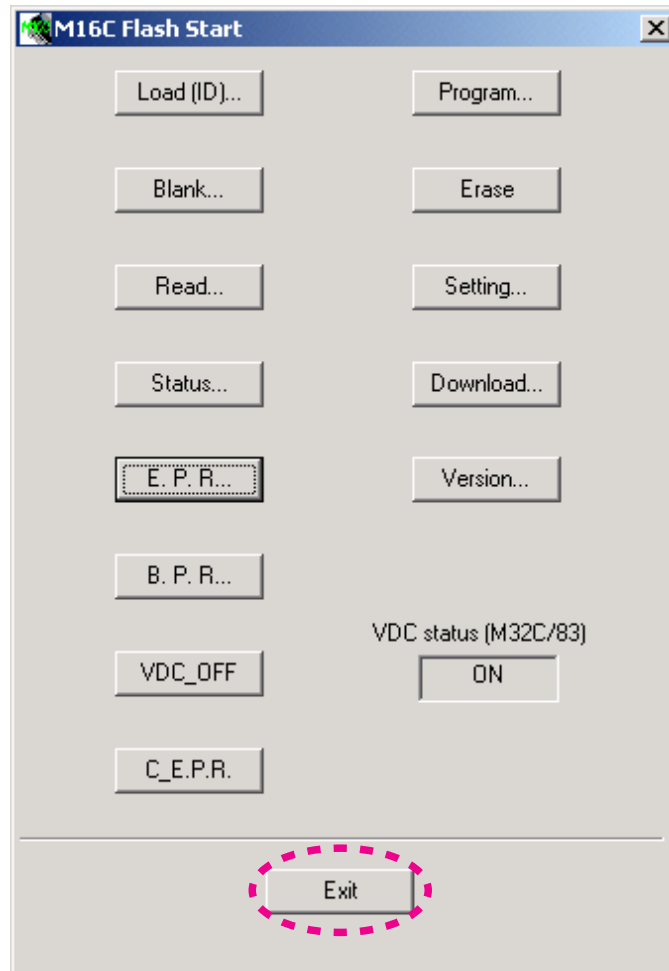 M16C Flash Start
Load (ID)... Program...
Blank... Erase
Read... Setting...
Status... Download...
E. P. R... Version...
B. P. R...
VDC status (M32C/83)
VDC_OFF ON
C_E.P.R.
Exit